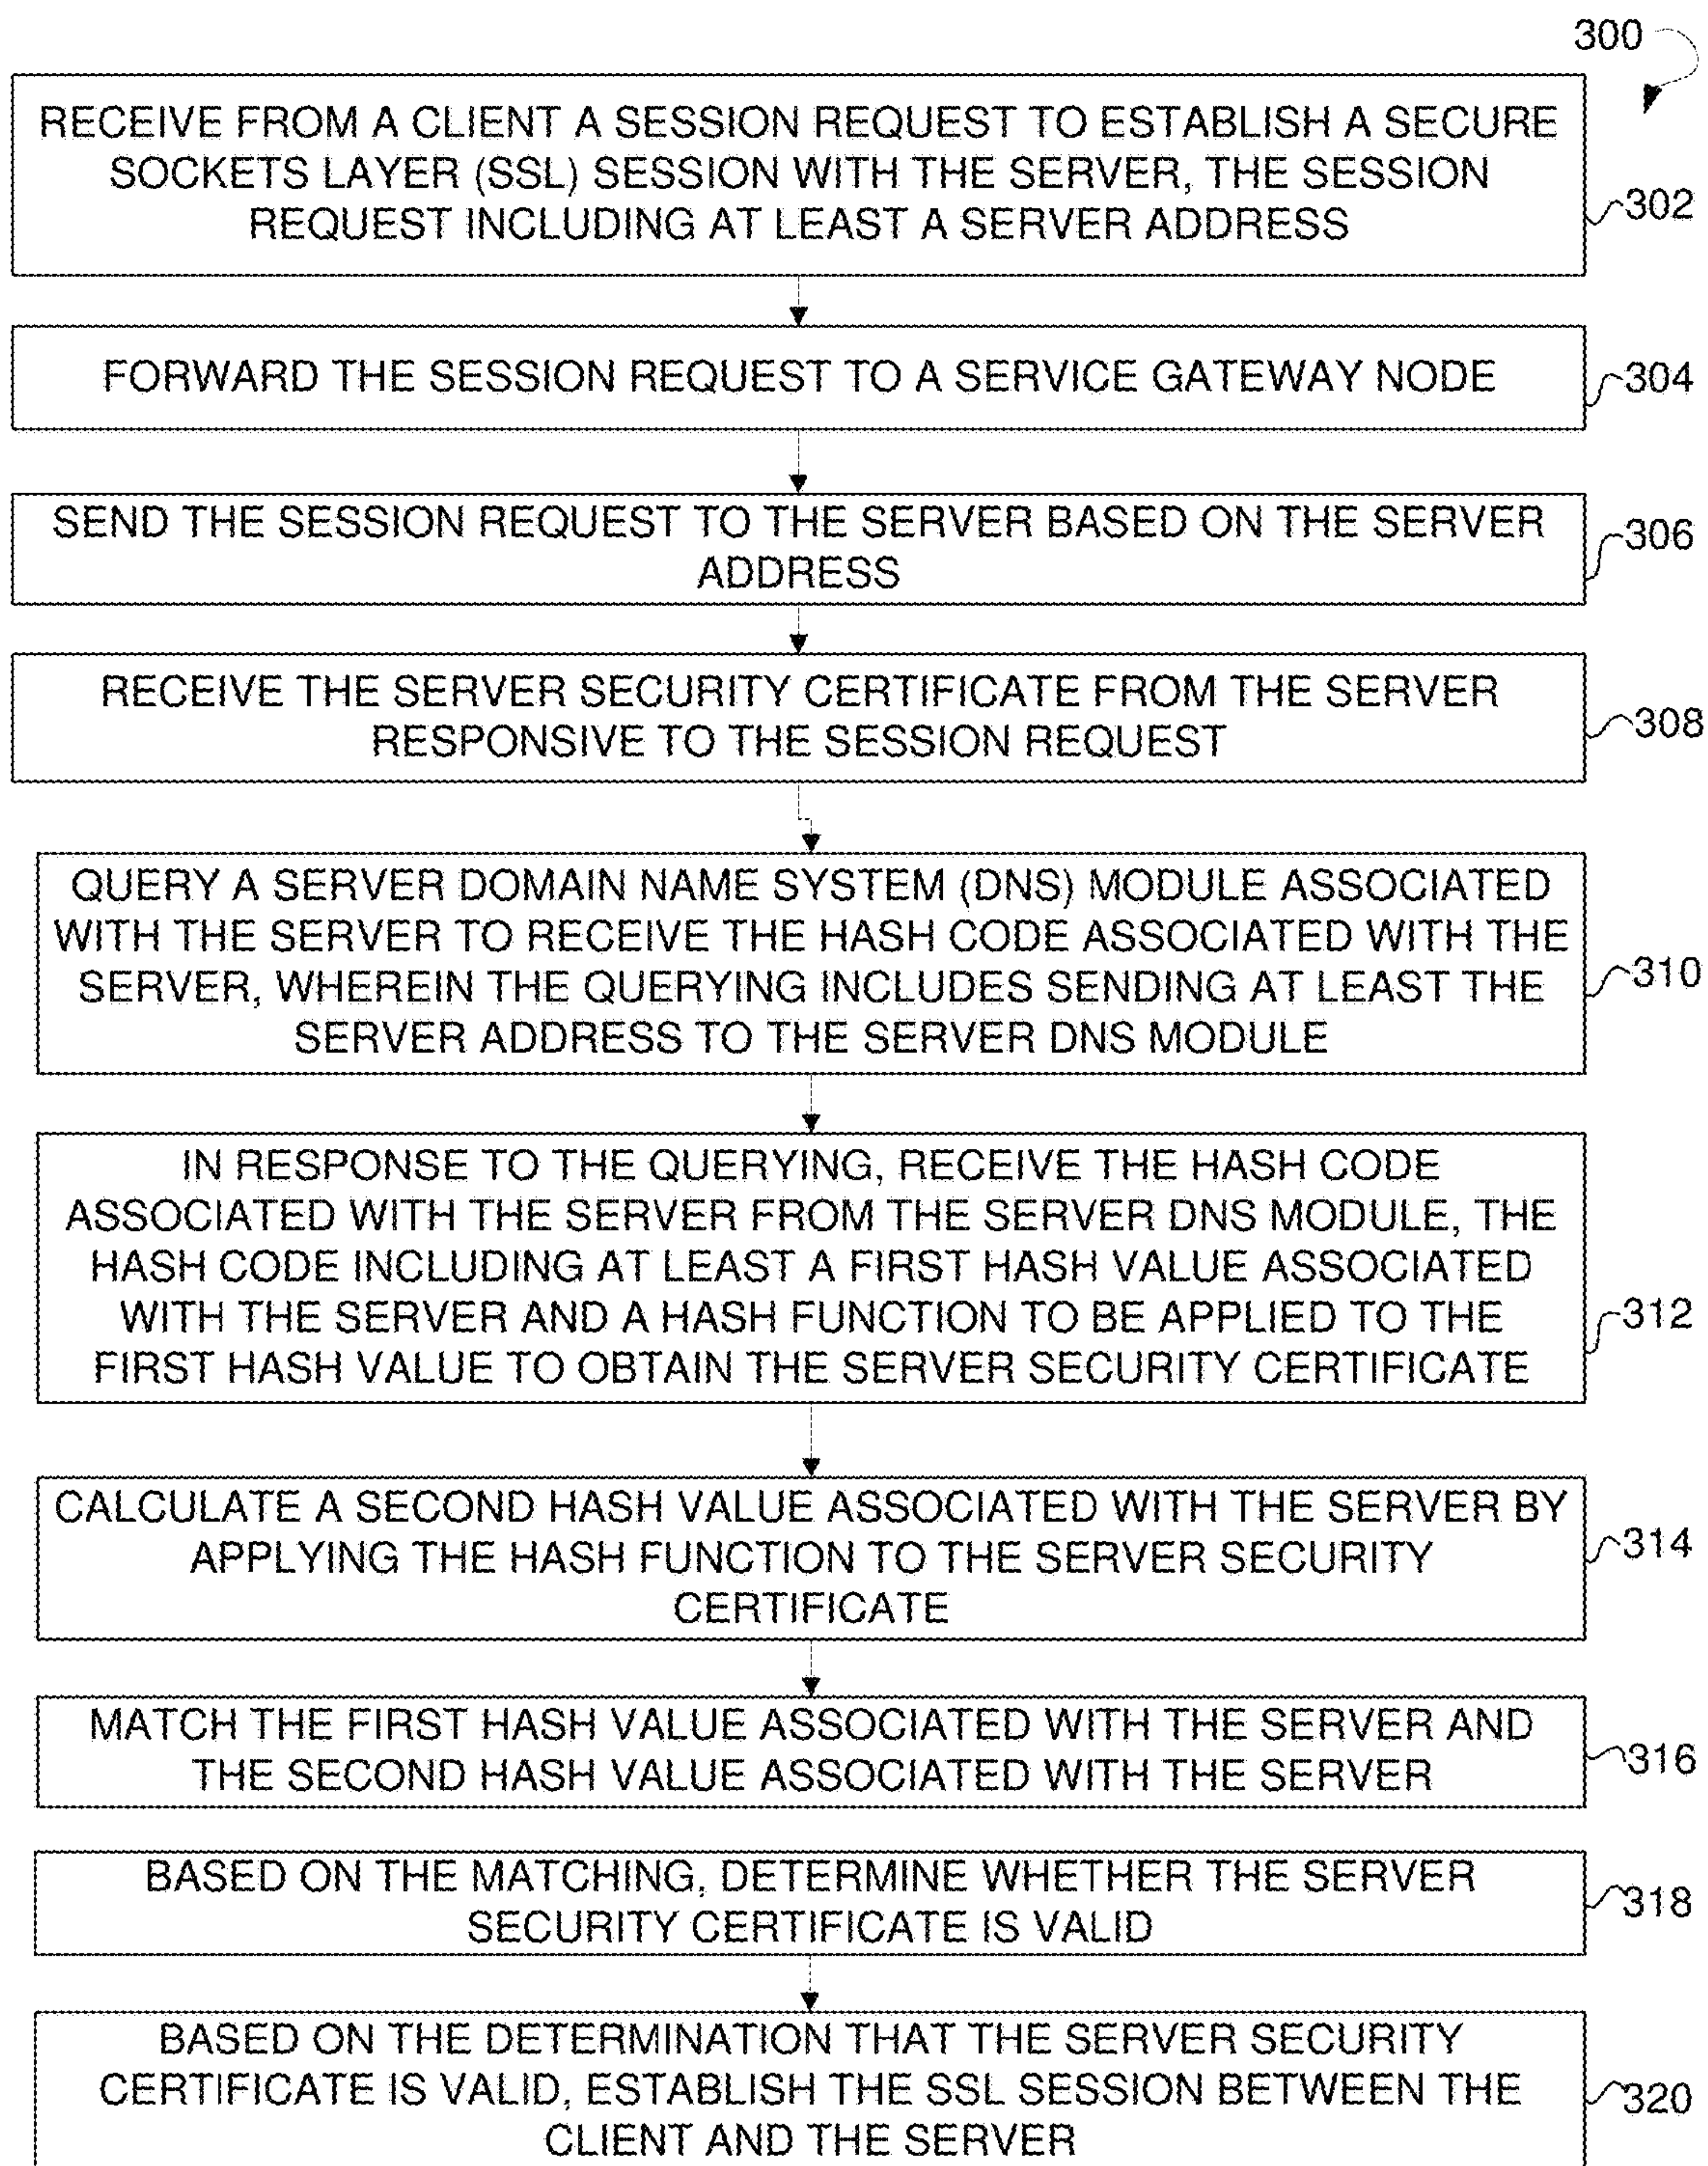 300
RECEIVE FROM A CLIENT A SESSION REQUEST TO ESTABLISH A SECURE
SOCKETS LAYER (SSL) SESSION WITH THE SERVER, THE SESSION
REQUEST INCLUDING AT LEAST A SERVER ADDRESS
302
FORWARD THE SESSION REQUEST TO A SERVICE GATEWAY NODE
304
SEND THE SESSION REQUEST TO THE SERVER BASED ON THE SERVER
ADDRESS
306
RECEIVE THE SERVER SECURITY CERTIFICATE FROM THE SERVER
RESPONSIVE TO THE SESSION REQUEST
308
QUERY A SERVER DOMAIN NAME SYSTEM (DNS) MODULE ASSOCIATED
WITH THE SERVER TO RECEIVE THE HASH CODE ASSOCIATED WITH THE
SERVER, WHEREIN THE QUERYING INCLUDES SENDING AT LEAST THE
SERVER ADDRESS TO THE SERVER DNS MODULE
310
IN RESPONSE TO THE QUERYING, RECEIVE THE HASH CODE
ASSOCIATED WITH THE SERVER FROM THE SERVER DNS MODULE, THE
HASH CODE INCLUDING AT LEAST A FIRST HASH VALUE ASSOCIATED
WITH THE SERVER AND A HASH FUNCTION TO BE APPLIED TO THE
FIRST HASH VALUE TO OBTAIN THE SERVER SECURITY CERTIFICATE
312
CALCULATE A SECOND HASH VALUE ASSOCIATED WITH THE SERVER BY
APPLYING THE HASH FUNCTION TO THE SERVER SECURITY
CERTIFICATE
314
MATCH THE FIRST HASH VALUE ASSOCIATED WITH THE SERVER AND
THE SECOND HASH VALUE ASSOCIATED WITH THE SERVER
316
BASED ON THE MATCHING, DETERMINE WHETHER THE SERVER
SECURITY CERTIFICATE IS VALID
318
BASED ON THE DETERMINATION THAT THE SERVER SECURITY
CERTIFICATE IS VALID, ESTABLISH THE SSL SESSION BETWEEN THE
CLIENT AND THE SERVER
320